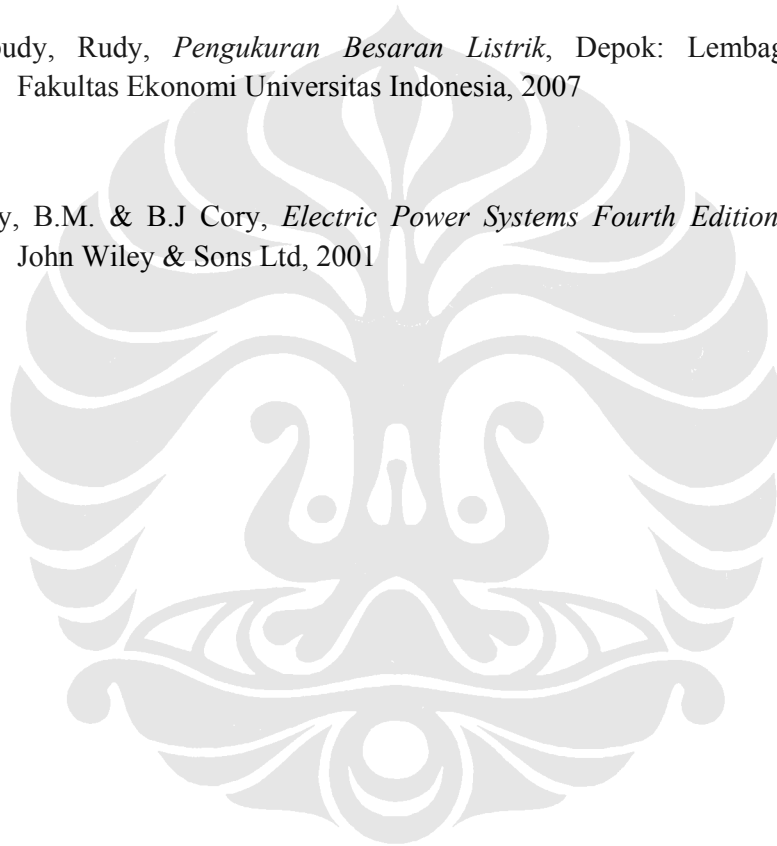 udy, Rudy, Pengukuran Besaran Listrik, Depok: Lembag
Fakultas Ekonomi Universitas Indonesia, 2007
y, B.M. & B.J Cory, Electric Power Systems Fourth Edition
John Wiley & Sons Ltd, 2001